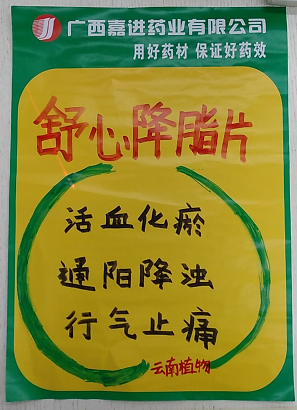 广西嘉进药业有限公司
用好药材 保证好药效
舒心降脂片
活血化瘀
通阳降浊
行气止痛
云南植物